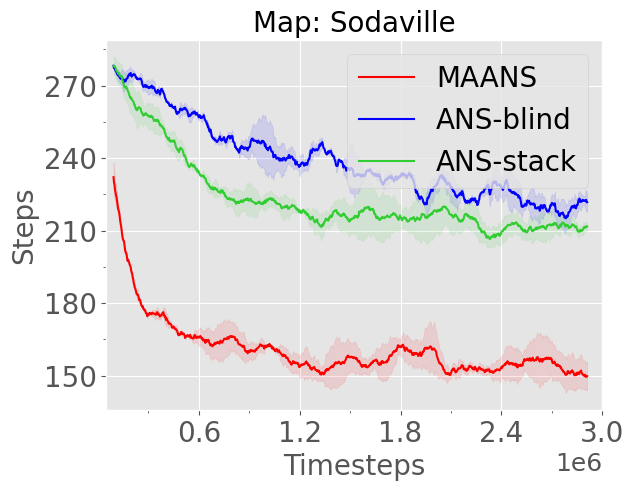 Map: Sodaville
MAANS
ANS-blind
ANS-stack
Steps
270
240
210
180
150
0.6 1.2 1.8 2.4 3.0
Timesteps
1e6